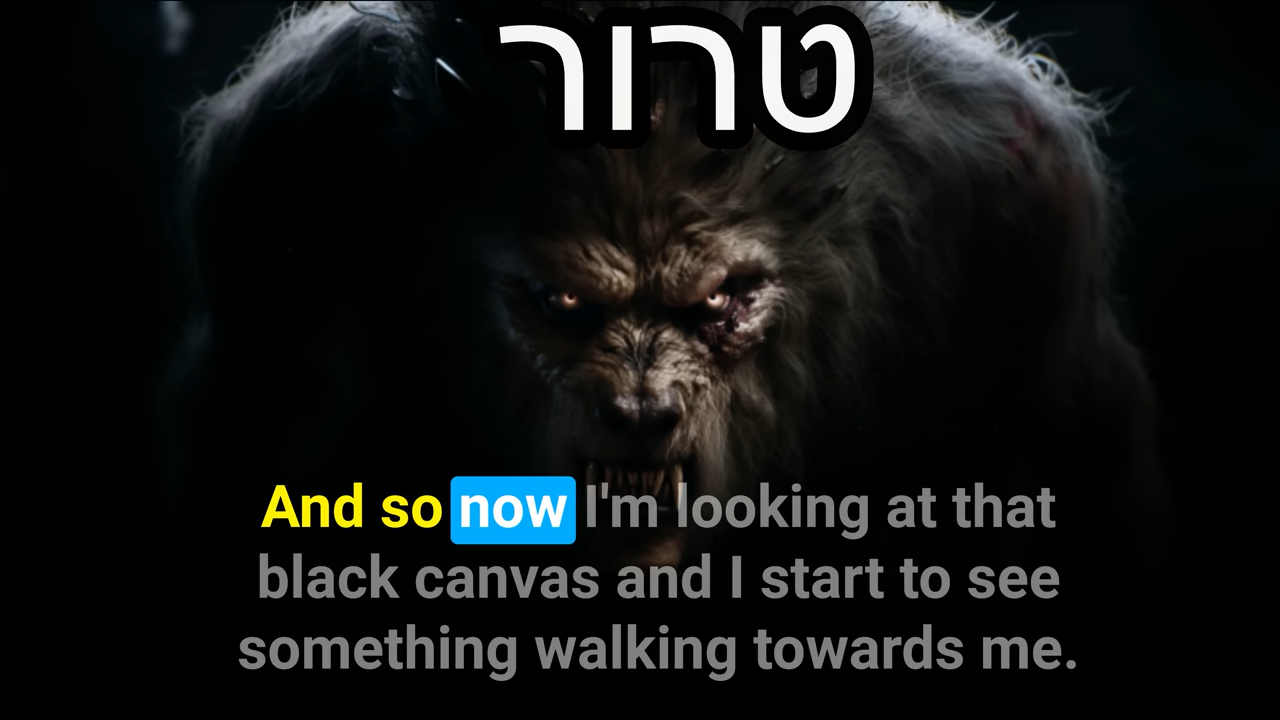 טרור
And so now I'm looking at that
black canvas and I start to see
something walking towards me.